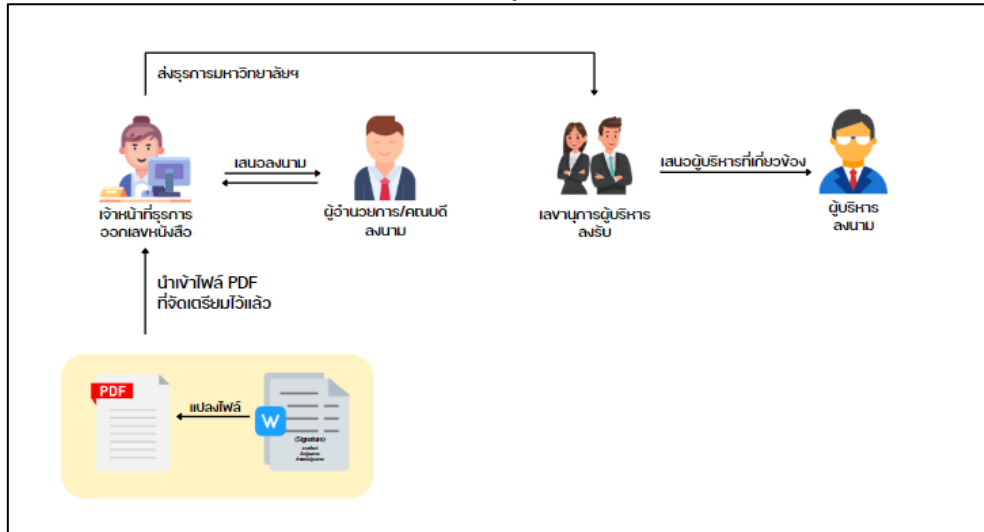 ส่งธุรการมหาวิทยาลัยฯ
เสนอลงนาม
เสนอผู้บริหารที่เกี่ยวข้อง
เจ้าหน้าที่ธุรการ
ออกเลขหนังสือ
ผู้อำนวยการ/คณบดี
ลงนาม
เลขานุการผู้บริหาร
ลงรับ
ผู้บริหาร
ลงนาม
นำเข้าไฟล์ PDF
ที่จัดเตรียมไว้แล้ว
PDF
แปลงไฟล์
W
(Signature)